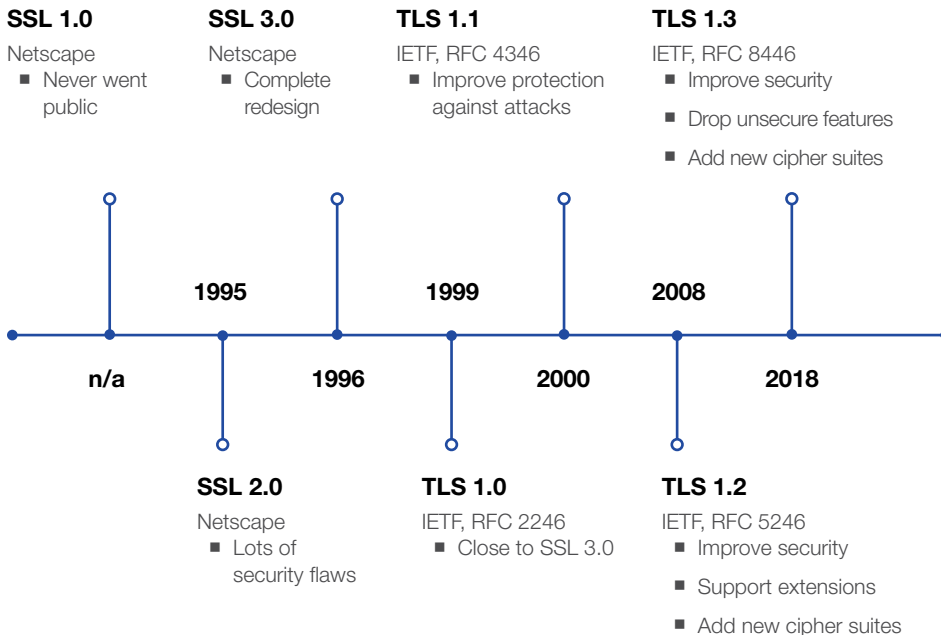 SSL 1.0
Netscape
■ Never went
public
SSL 3.0
Netscape
■ Complete
redesign
TLS 1.1
IETF, RFC 4346
■ Improve protection
against attacks
TLS 1.3
IETF, RFC 8446
■ Improve security
■ Drop unsecure features
■ Add new cipher suites
1995
1999
2008
n/a
1996
2000
2018
SSL 2.0
Netscape
■ Lots of
security flaws
TLS 1.0
IETF, RFC 2246
■ Close to SSL 3.0
TLS 1.2
IETF, RFC 5246
■ Improve security
■ Support extensions
■ Add new cipher suites